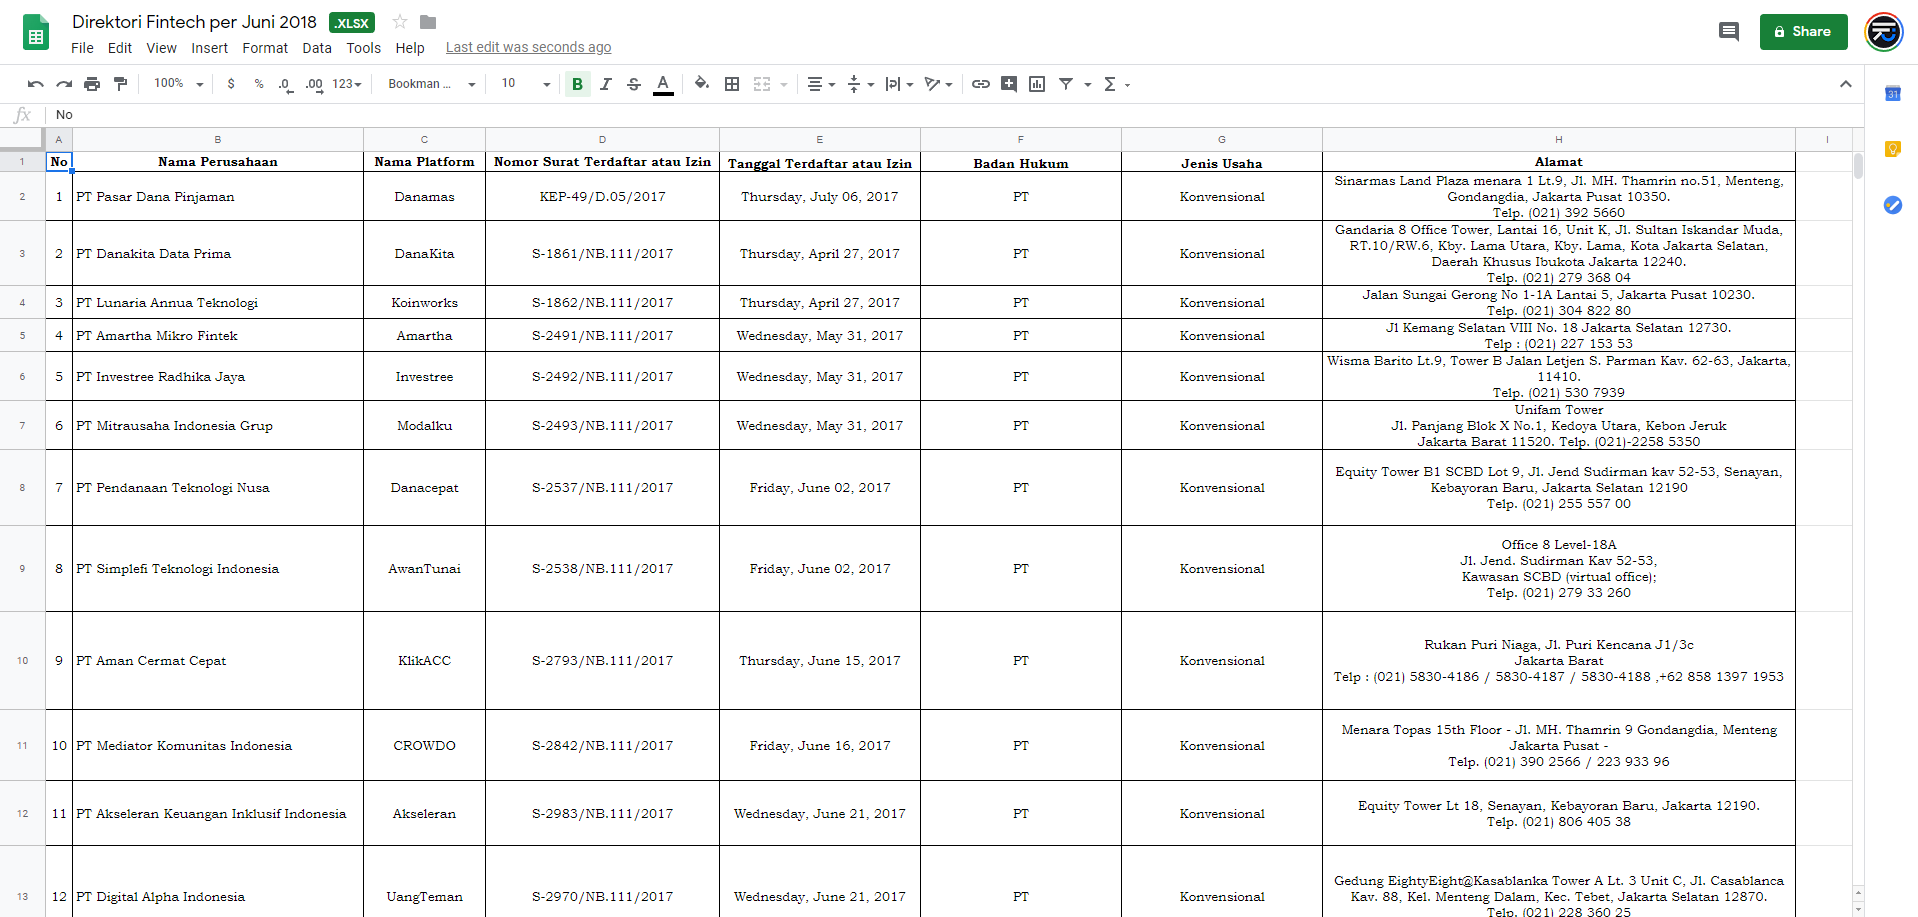 Direktori Fintech per Juni 2018 .XLSX
File Edit View Insert Format Data Tools Help Last edit was seconds ago
Share
100% $ % .0 .00 123 Bookman ... 10 B I S A Σ
31
fx No
A B C D E F G H I
1 No Nama Perusahaan Nama Platform Nomor Surat Terdaftar atau Izin Tanggal Terdaftar atau Izin Badan Hukum Jenis Usaha Alamat
2 1 PT Pasar Dana Pinjaman Danamas KEP-49/D.05/2017 Thursday, July 06, 2017 PT Konvensional Sinarmas Land Plaza menara 1 Lt.9, Jl. MH. Thamrin no.51, Menteng,
Gondangdia, Jakarta Pusat 10350.
Telp. (021) 392 5660
3 2 PT Danakita Data Prima DanaKita S-1861/NB.111/2017 Thursday, April 27, 2017 PT Konvensional Gandaria 8 Office Tower, Lantai 16, Unit K, Jl. Sultan Iskandar Muda,
RT.10/RW.6, Kby. Lama Utara, Kby. Lama, Kota Jakarta Selatan,
Daerah Khusus Ibukota Jakarta 12240.
Telp. (021) 279 368 04
4 3 PT Lunaria Annua Teknologi Koinworks S-1862/NB.111/2017 Thursday, April 27, 2017 PT Konvensional Jalan Sungai Gerong No 1-1A Lantai 5, Jakarta Pusat 10230.
Telp. (021) 304 822 80
5 4 PT Amartha Mikro Fintek Amartha S-2491/NB.111/2017 Wednesday, May 31, 2017 PT Konvensional Jl Kemang Selatan VIII No. 18 Jakarta Selatan 12730.
Telp : (021) 227 153 53
6 5 PT Investree Radhika Jaya Investree S-2492/NB.111/2017 Wednesday, May 31, 2017 PT Konvensional Wisma Barito Lt.9, Tower B Jalan Letjen S. Parman Kav. 62-63, Jakarta,
11410.
Telp. (021) 530 7939
7 6 PT Mitrausaha Indonesia Grup Modalku S-2493/NB.111/2017 Wednesday, May 31, 2017 PT Konvensional Unifam Tower
Jl. Panjang Blok X No.1, Kedoya Utara, Kebon Jeruk
Jakarta Barat 11520. Telp. (021)-2258 5350
8 7 PT Pendanaan Teknologi Nusa Danacepat S-2537/NB.111/2017 Friday, June 02, 2017 PT Konvensional Equity Tower B1 SCBD Lot 9, Jl. Jend Sudirman kav 52-53, Senayan,
Kebayoran Baru, Jakarta Selatan 12190
Telp. (021) 255 557 00
9 8 PT Simplefi Teknologi Indonesia AwanTunai S-2538/NB.111/2017 Friday, June 02, 2017 PT Konvensional Office 8 Level-18A
Jl. Jend. Sudirman Kav 52-53,
Kawasan SCBD (virtual office);
Telp. (021) 279 33 260
10 9 PT Aman Cermat Cepat KlikACC S-2793/NB.111/2017 Thursday, June 15, 2017 PT Konvensional Rukan Puri Niaga, Jl. Puri Kencana J1/3c
Jakarta Barat
Telp : (021) 5830-4186 / 5830-4187 / 5830-4188 ,+62 858 1397 1953
11 10 PT Mediator Komunitas Indonesia CROWDO S-2842/NB.111/2017 Friday, June 16, 2017 PT Konvensional Menara Topas 15th Floor - Jl. MH. Thamrin 9 Gondangdia, Menteng
Jakarta Pusat -
Telp. (021) 390 2566 / 223 933 96
12 11 PT Akseleran Keuangan Inklusif Indonesia Akseleran S-2983/NB.111/2017 Wednesday, June 21, 2017 PT Konvensional Equity Tower Lt 18, Senayan, Kebayoran Baru, Jakarta 12190.
Telp. (021) 806 405 38
13 12 PT Digital Alpha Indonesia UangTeman S-2970/NB.111/2017 Wednesday, June 21, 2017 PT Konvensional Gedung EightyEight@Kasablanka Tower A Lt. 3 Unit C, Jl. Casablanca
Kav. 88, Kel. Menteng Dalam, Kec. Tebet, Jakarta Selatan 12870.
Telp. (021) 228 360 25